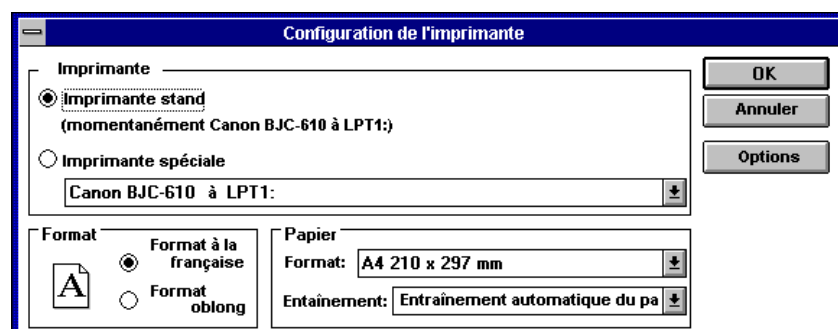 Configuration de l'imprimante
Imprimante
Imprimante stand
(momentanément Canon BJC-610 à LPT1:)
Imprimante spéciale
Canon BJC-610 à LPT1:
OK
Annuler
Options
Format
Format à la
française
Format
oblong
A
Papier
Format: A4 210 x 297 mm
Entaînement: Entraînement automatique du pa